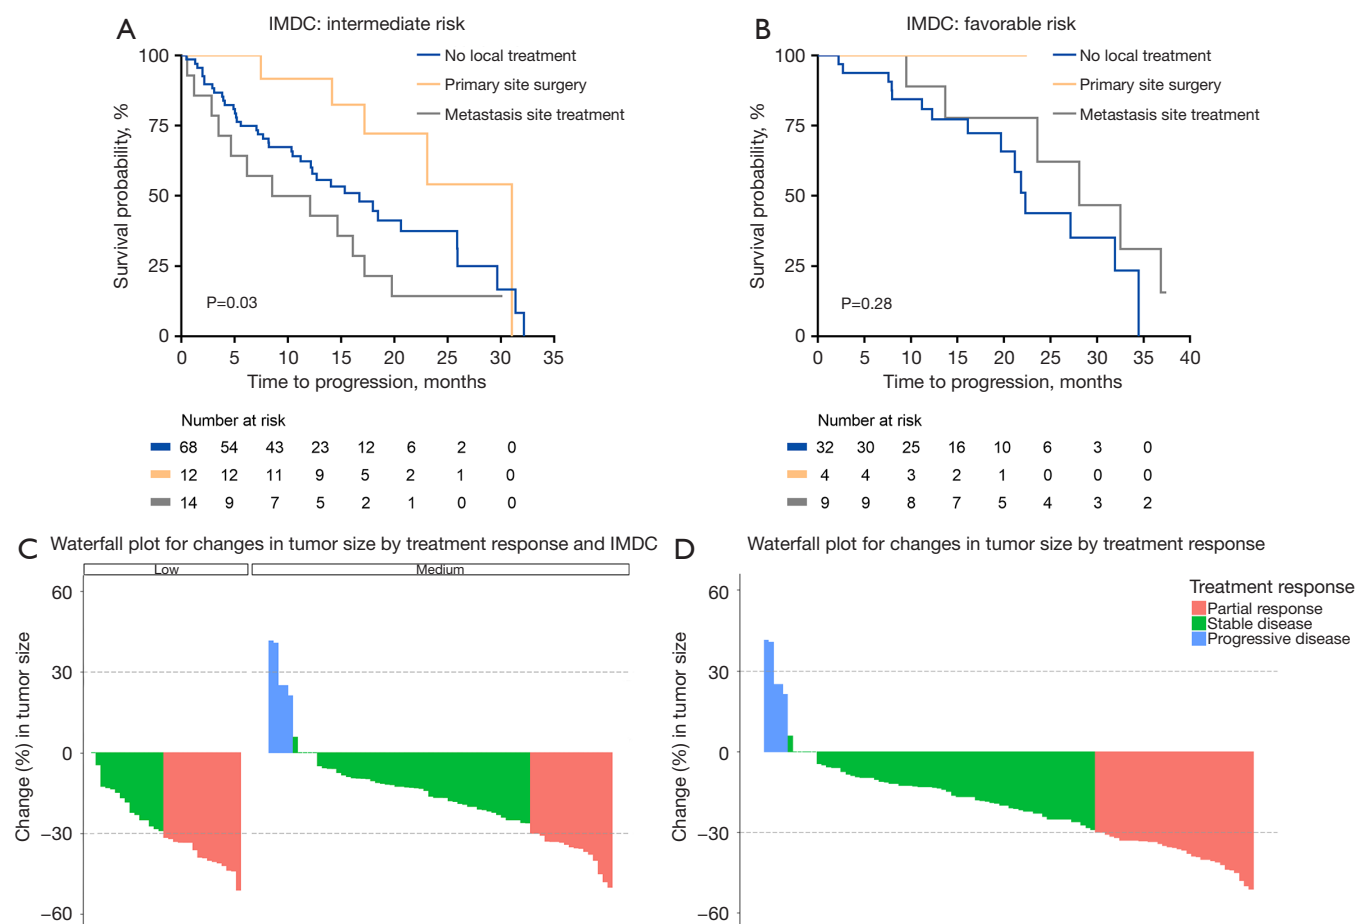 A
IMDC: intermediate risk
100
75
50
25
0
Survival probability, %
No local treatment
Primary site surgery
Metastasis site treatment
P=0.03
0 5 10 15 20 25 30 35
Time to progression, months
Number at risk
68 54 43 23 12 6 2 0
12 12 11 9 5 2 1 0
14 9 7 5 2 1 0 0
B
IMDC: favorable risk
100
75
50
25
0
Survival probability, %
No local treatment
Primary site surgery
Metastasis site treatment
P=0.28
0 5 10 15 20 25 30 35 40
Time to progression, months
Number at risk
32 30 25 16 10 6 3 0
4 4 3 2 1 0 0 0
9 9 8 7 5 4 3 2
C
Waterfall plot for changes in tumor size by treatment response and IMDC
Low
Medium
60
30
0
−30
−60
Change (%) in tumor size
D
Waterfall plot for changes in tumor size by treatment response
60
30
0
−30
−60
Change (%) in tumor size
Treatment response
Partial response
Stable disease
Progressive disease